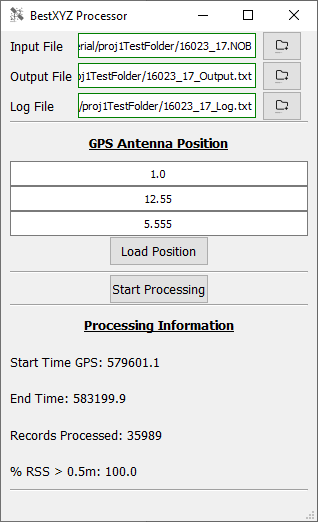 BestXYZ Processor
Input File erial/proj1TestFolder/16023_17.NOB
Output File oj1TestFolder/16023_17_Output.txt
Log File /proj1TestFolder/16023_17_Log.txt
GPS Antenna Position
1.0
12.55
5.555
Load Position
Start Processing
Processing Information
Start Time GPS: 579601.1
End Time: 583199.9
Records Processed: 35989
% RSS > 0.5m: 100.0